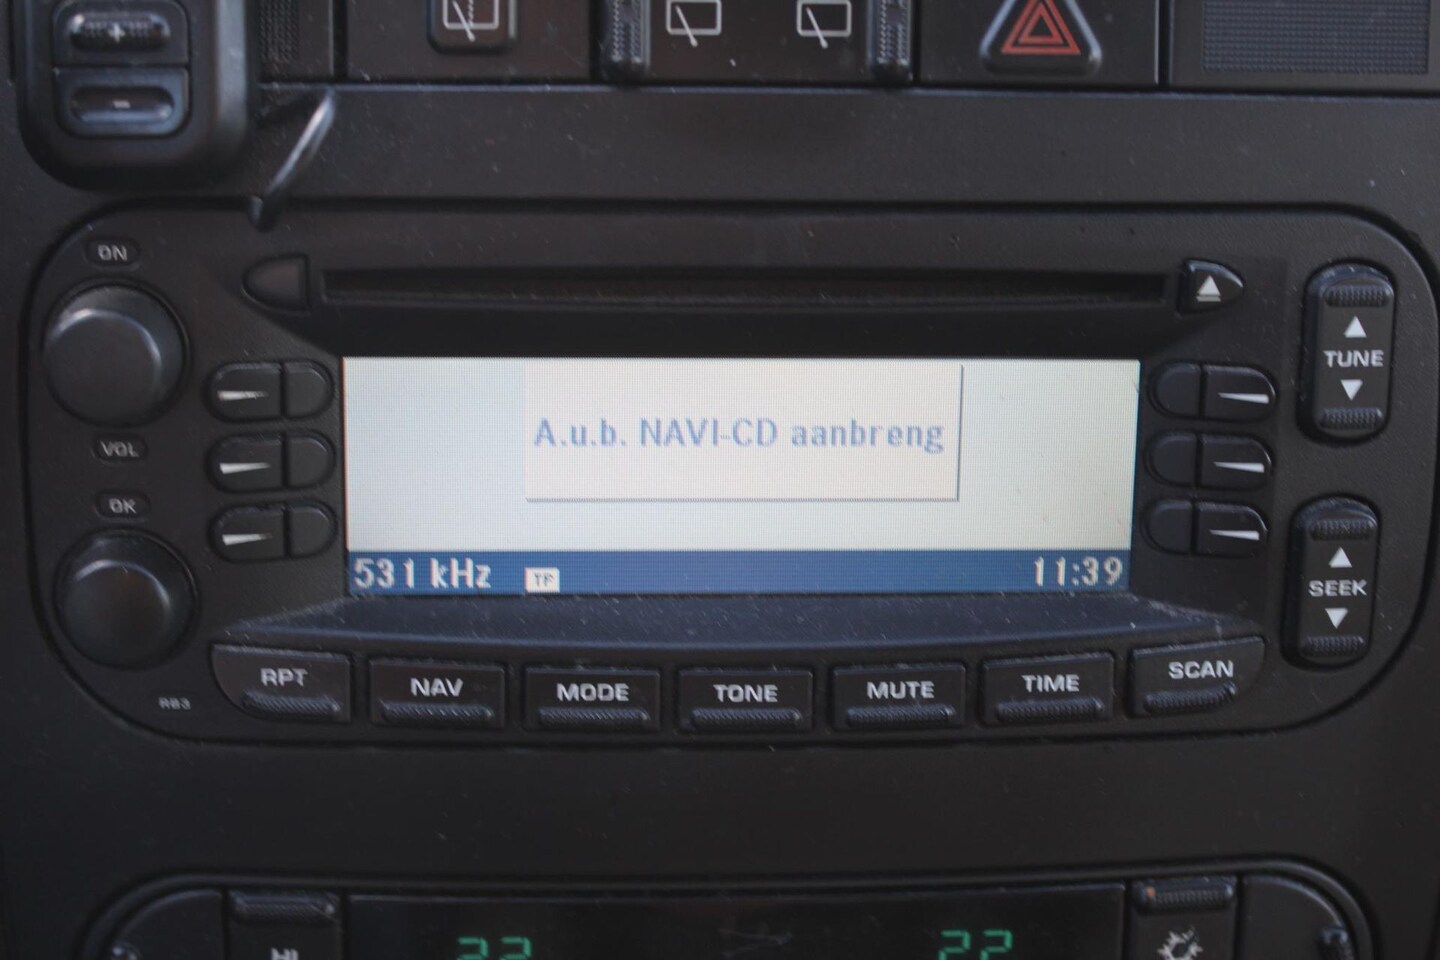 +
-
ON
VOL
OK
TUNE
A.u.b. NAVI-CD aanbreng
531 kHz TP 11:39
SEEK
RPT NAV MODE TONE MUTE TIME SCAN
RB3
HI 22 22